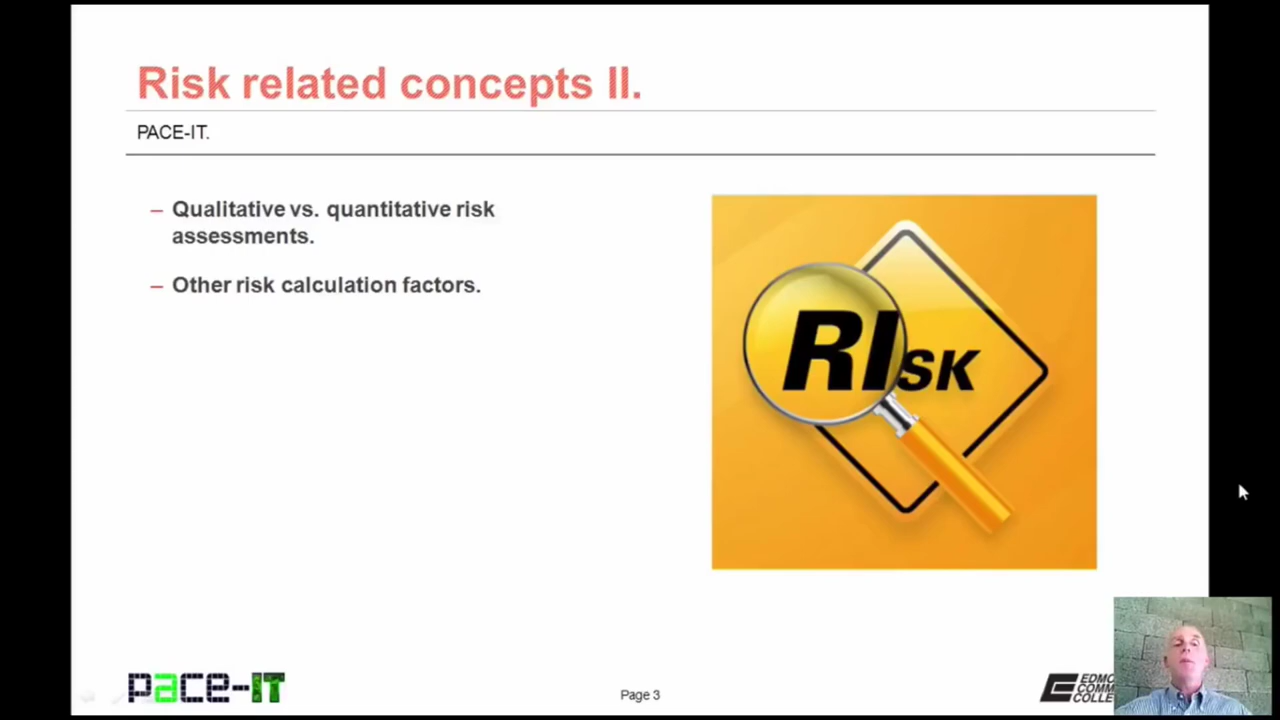 Risk related concepts II.
PACE-IT.
– Qualitative vs. quantitative risk
assessments.
– Other risk calculation factors.
RIsk
pace-IT
Page 3